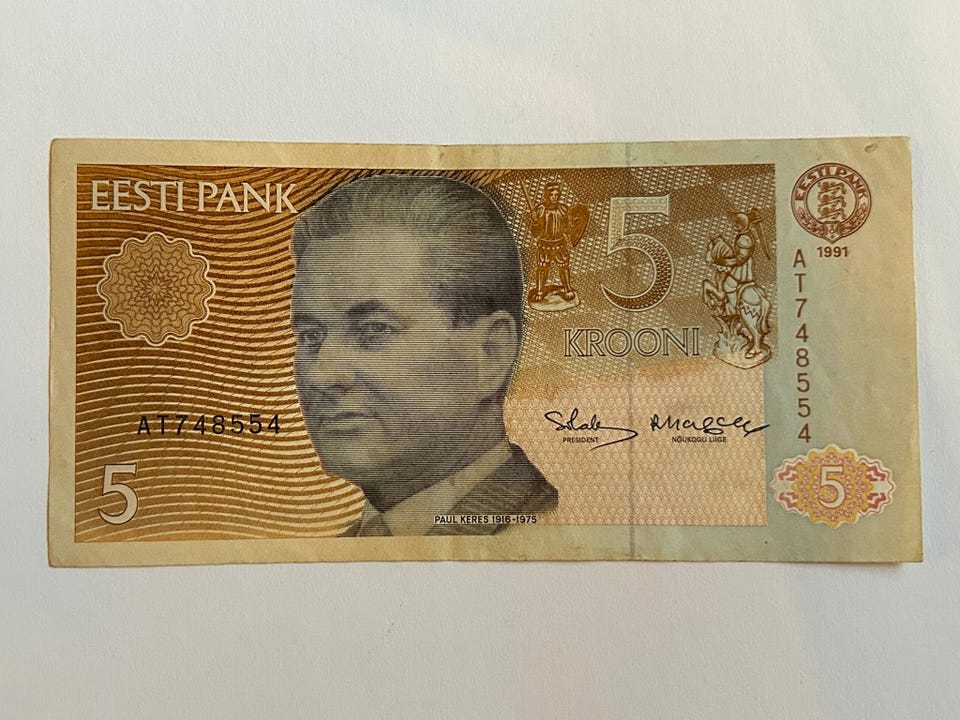 EESTI PANK
5
KROONI
EESTI PANK
1991
AT748554
AT748554
PRESIDENT
NÕUKOGU LIIGE
5
5
PAUL KERES 1916-1975